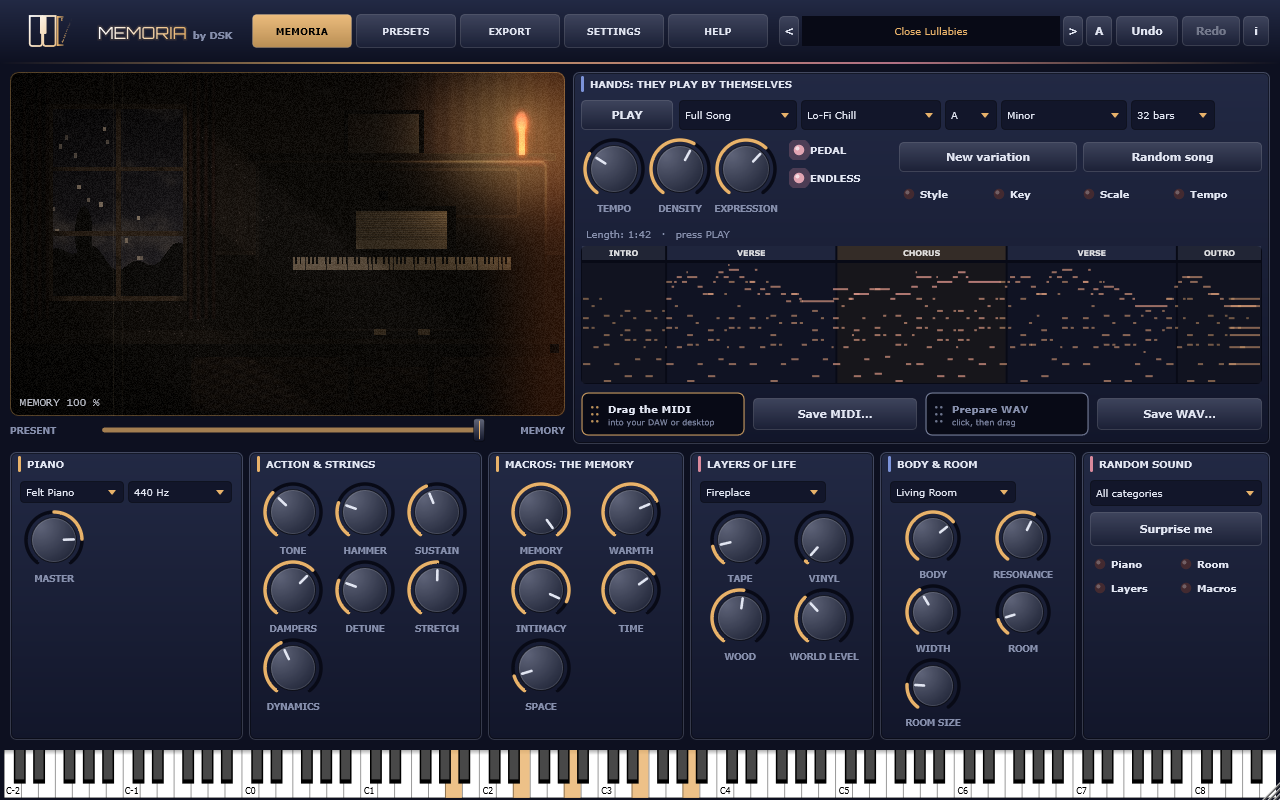 MEMORIA by DSK
MEMORIA
PRESETS
EXPORT
SETTINGS
HELP
<
Close Lullabies
>
A
Undo
Redo
i
MEMORY 100 %
PRESENT
MEMORY
HANDS: THEY PLAY BY THEMSELVES
PLAY
Full Song
Lo-Fi Chill
A
Minor
32 bars
TEMPO
DENSITY
EXPRESSION
PEDAL
ENDLESS
New variation
Random song
Style
Key
Scale
Tempo
Length: 1:42 · press PLAY
INTRO
VERSE
CHORUS
VERSE
OUTRO
Drag the MIDI
into your DAW or desktop
Save MIDI...
Prepare WAV
click, then drag
Save WAV...
PIANO
Felt Piano
440 Hz
MASTER
ACTION & STRINGS
TONE
HAMMER
SUSTAIN
DAMPERS
DETUNE
STRETCH
DYNAMICS
MACROS: THE MEMORY
MEMORY
WARMTH
INTIMACY
TIME
SPACE
LAYERS OF LIFE
Fireplace
TAPE
VINYL
WOOD
WORLD LEVEL
BODY & ROOM
Living Room
BODY
RESONANCE
WIDTH
ROOM
ROOM SIZE
RANDOM SOUND
All categories
Surprise me
Piano
Room
Layers
Macros
C-2
C-1
C0
C1
C2
C3
C4
C5
C6
C7
C8